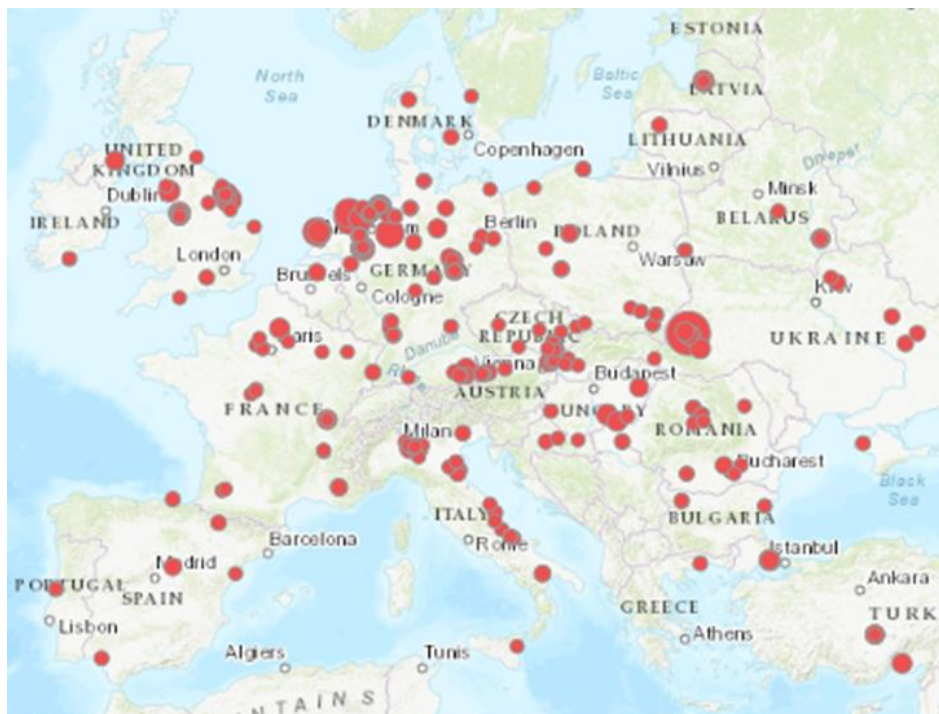 ESTONIA
North
Sea
Baltic
Sea
LATVIA
DENMARK
Copenhagen
LITHUANIA
Vilnius
Dnieper
UNITED
KINGDOM
Dublin
IRELAND
Minsk
BELARUS
Berlin
POLAND
Warsaw
London
Brussels
GERMANY
Cologne
Kyiv
UKRAINE
CZECH
REPUBLIC
Paris
Danube
Vienna
Budapest
AUSTRIA
FRANCE
HUNGARY
ROMANIA
Milan
Bucharest
Black
Sea
ITALY
BULGARIA
Barcelona
Rome
Istanbul
Madrid
PORTUGAL
SPAIN
Ankara
GREECE
TURK
Lisbon
Athens
Algiers
Tunis
NTAINS